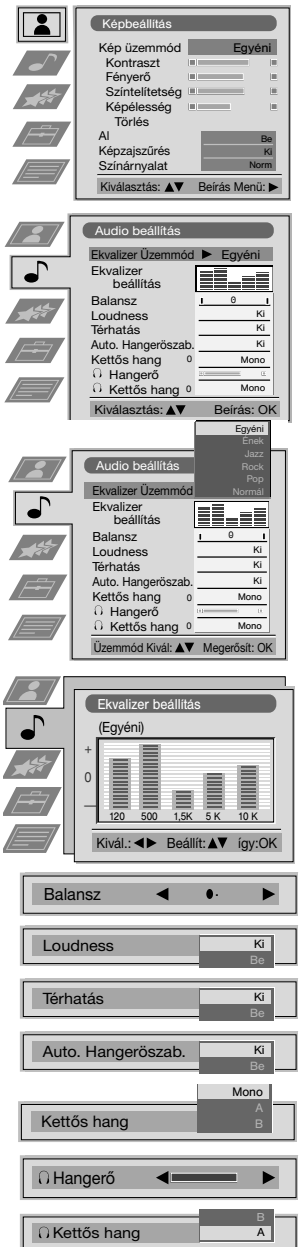 Képbeállítás
Kép üzemmód Egyéni
Kontraszt
Fényerő
Színtelítetség
Képélesség
Törlés
AI Be
Képzajszűrés Ki
Színárnyalat Norm
Kiválasztás: ▲▼ Beírás Menü: ▶
Audio beállítás
Ekvalizer Üzemmód ▶ Egyéni
Ekvalizer
beállítás
Balansz 0
Loudness Ki
Térhatás Ki
Auto. Hangeröszab. Ki
Kettős hang 0 Mono
Hangerő
Kettős hang 0 Mono
Kiválasztás: ▲▼ Beírás: OK
Egyéni
Ének
Jazz
Rock
Pop
Normál
Audio beállítás
Ekvalizer Üzemmód
Ekvalizer
beállítás
Balansz 0
Loudness Ki
Térhatás Ki
Auto. Hangeröszab. Ki
Kettős hang 0 Mono
Hangerő
Kettős hang 0 Mono
Üzemmód Kivál: ▲▼ Megerősít: OK
Ekvalizer beállítás
(Egyéni)
+
0
—
120 500 1,5K 5 K 10 K
Kivál.: ◀▶ Beállít: ▲▼ így:OK
Balansz ◀ ▶
Loudness Ki
Be
Térhatás Ki
Be
Auto. Hangeröszab. Ki
Be
Mono
A
Kettős hang B
Hangerő ◀ ▶
B
Kettős hang A